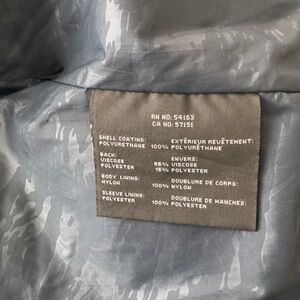 RN NO: 54163
CA NO: 57151
SHELL COATING: EXTÉRIEUR REVÊTEMENT:
POLYURETHANE 100% POLYURÉTHANE
BACK: ENVERS:
VISCOSE 85% VISCOSE
POLYESTER 15% POLYESTER
BODY LINING: DOUBLURE DE CORPS:
NYLON 100% NYLON
SLEEVE LINING: DOUBLURE DE MANCHES:
POLYESTER 100% POLYESTER